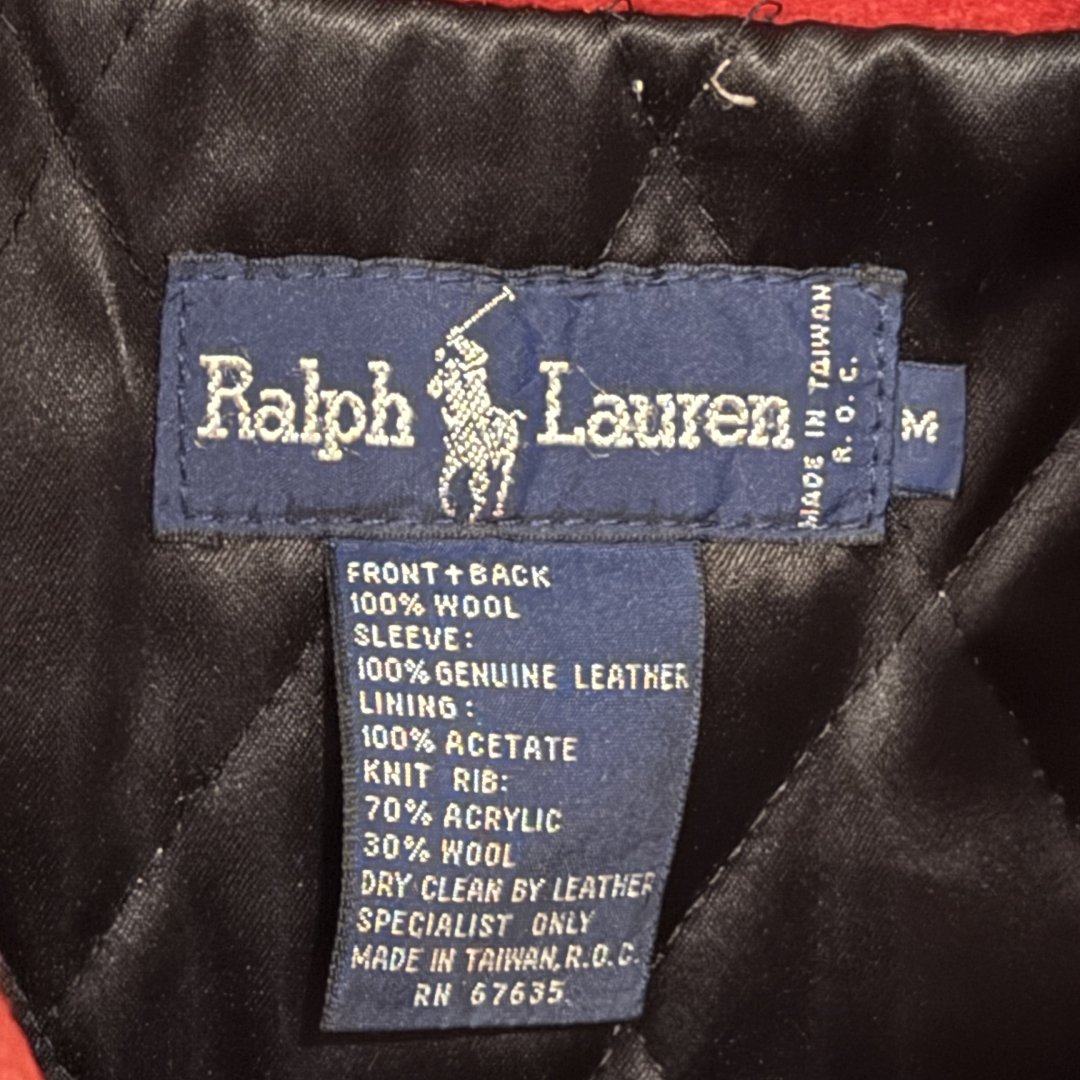 Ralph Lauren
MADE IN TAIWAN
R. O. C.
M
FRONT+BACK
100% WOOL
SLEEVE:
100% GENUINE LEATHER
LINING:
100% ACETATE
KNIT RIB:
70% ACRYLIC
30% WOOL
DRY CLEAN BY LEATHER
SPECIALIST ONLY
MADE IN TAIWAN, R.O.C.
RN 67635